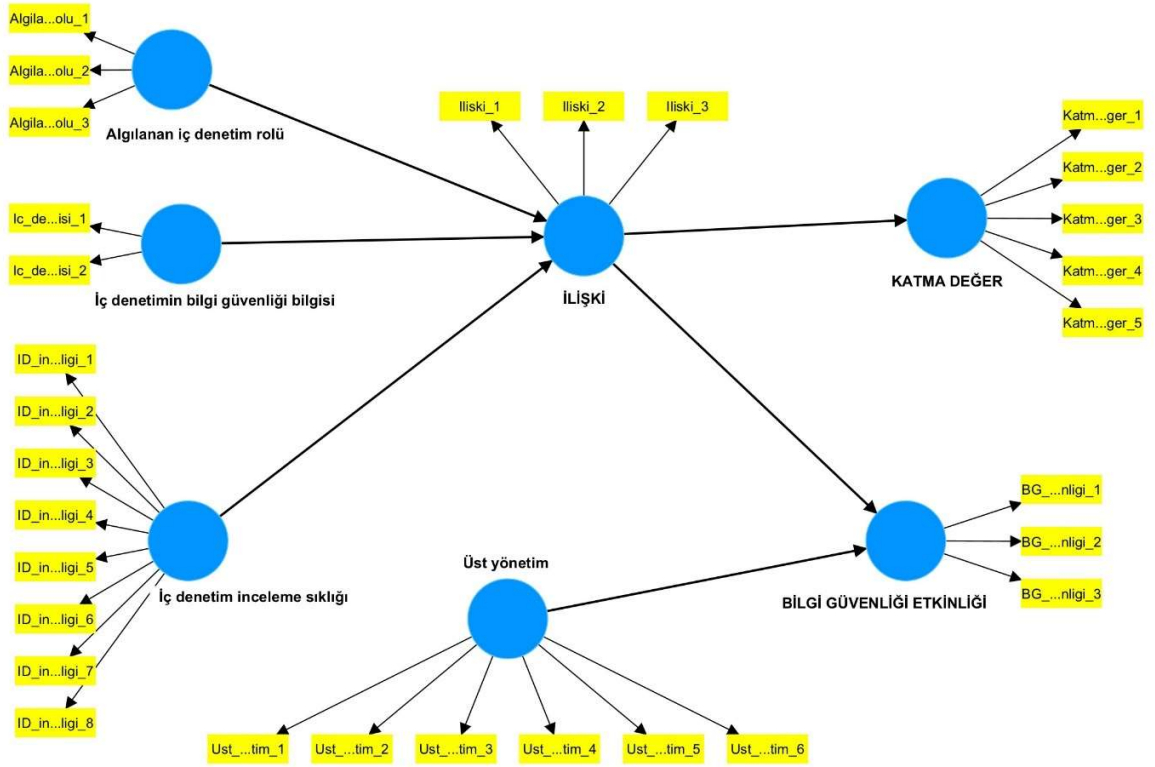 Algila...olu_1
Algila...olu_2
Algila...olu_3
Algılanan iç denetim rolü
Iliski_1
Iliski_2
Iliski_3
Katm...ger_1
Katm...ger_2
Katm...ger_3
Katm...ger_4
Katm...ger_5
Ic_de...isi_1
Ic_de...isi_2
İç denetimin bilgi güvenliği bilgisi
İLİŞKİ
KATMA DEĞER
ID_in...ligi_1
ID_in...ligi_2
ID_in...ligi_3
ID_in...ligi_4
ID_in...ligi_5
ID_in...ligi_6
ID_in...ligi_7
ID_in...ligi_8
İç denetim inceleme sıklığı
Üst yönetim
BG_...nligi_1
BG_...nligi_2
BG_...nligi_3
BİLGİ GÜVENLİĞİ ETKİNLİĞİ
Ust_...tim_1
Ust_...tim_2
Ust_...tim_3
Ust_...tim_4
Ust_...tim_5
Ust_...tim_6